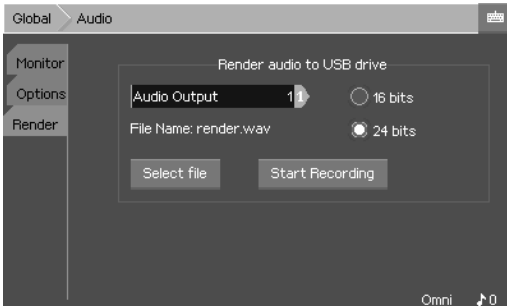 Global Audio
Monitor
Options
Render
Render audio to USB drive
Audio Output 1 1
16 bits
File Name: render.wav
24 bits
Select file Start Recording
Omni ♪0